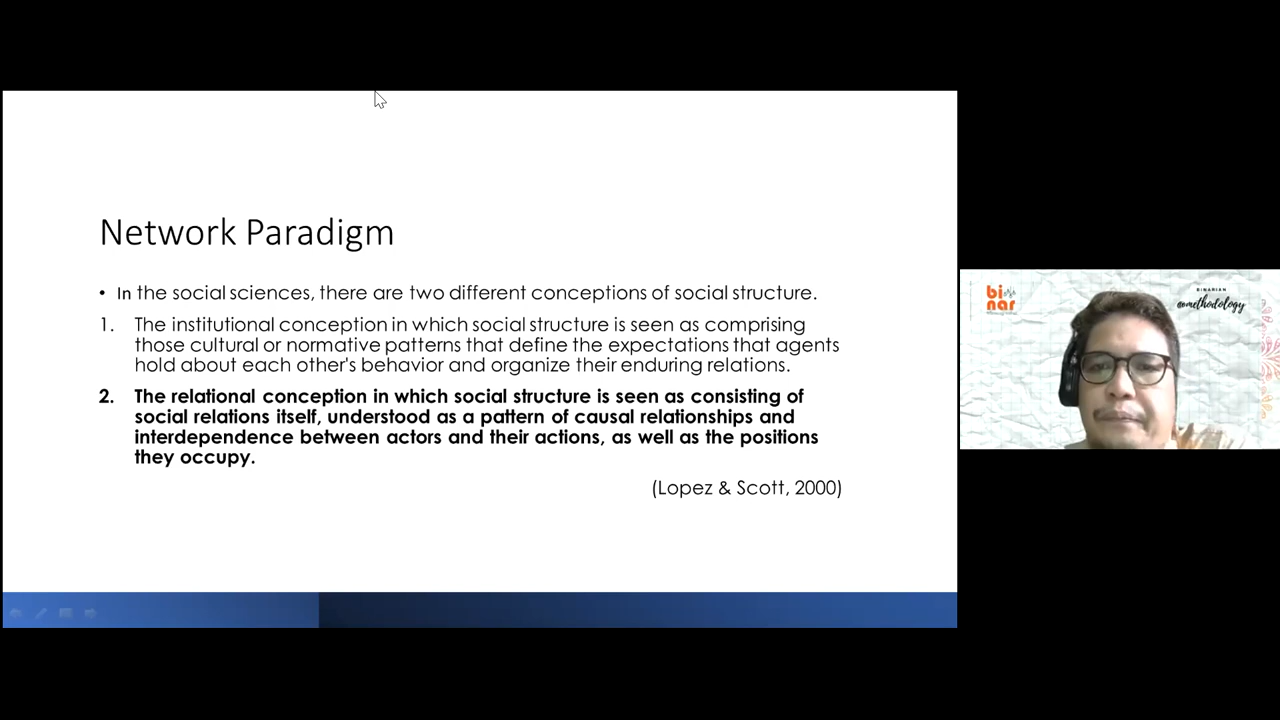 Network Paradigm
• In the social sciences, there are two different conceptions of social structure.
1. The institutional conception in which social structure is seen as comprising
those cultural or normative patterns that define the expectations that agents
hold about each other's behavior and organize their enduring relations.
2. The relational conception in which social structure is seen as consisting of
social relations itself, understood as a pattern of causal relationships and
interdependence between actors and their actions, as well as the positions
they occupy.
(Lopez & Scott, 2000)
bi
nar
BINARIAN